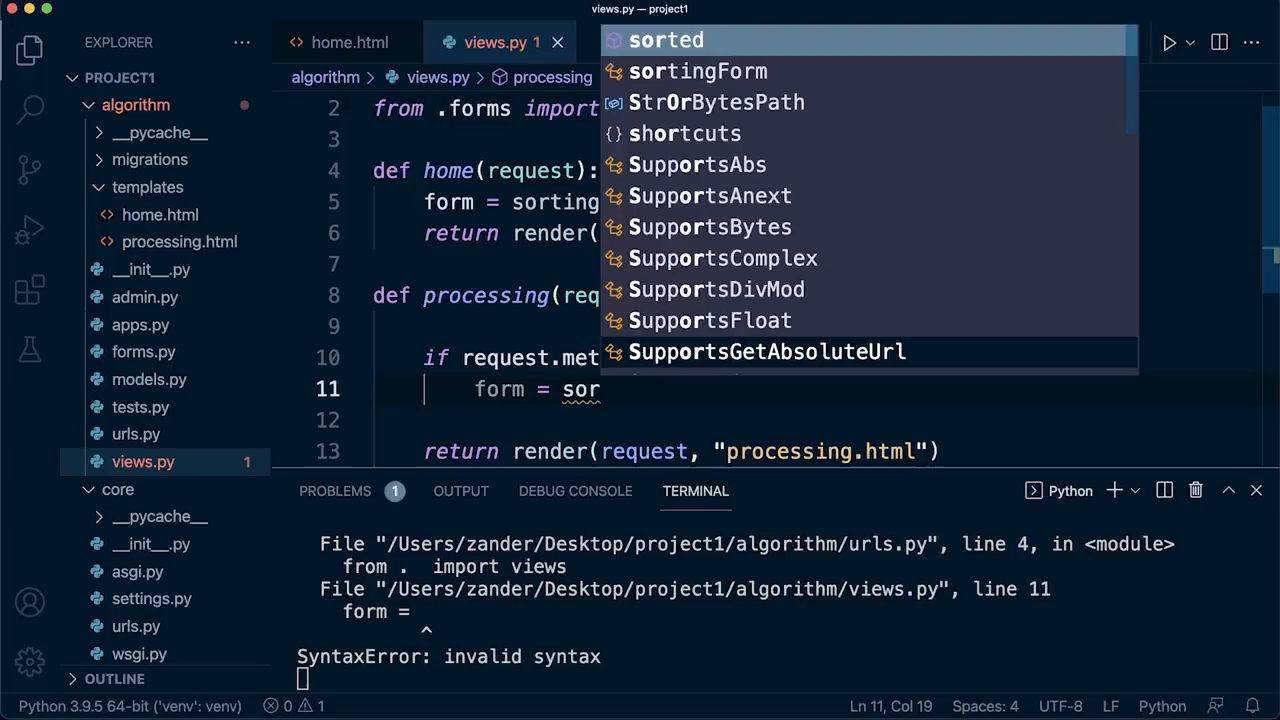 views.py — project1
EXPLORER
PROJECT1
algorithm
__pycache__
migrations
templates
home.html
processing.html
__init__.py
admin.py
apps.py
forms.py
models.py
tests.py
urls.py
views.py 1
core
__pycache__
__init__.py
asgi.py
settings.py
urls.py
wsgi.py
OUTLINE
home.html
views.py 1
algorithm > views.py > processing
2 from .forms import
3
4 def home(request):
5 form = sorting
6 return render(
7
8 def processing(req
9
10 if request.met
11 form = sor
12
13 return render(request, "processing.html")
sorted
sortingForm
StrOrBytesPath
shortcuts
SupportsAbs
SupportsAnext
SupportsBytes
SupportsComplex
SupportsDivMod
SupportsFloat
SupportsGetAbsoluteUrl
PROBLEMS 1 OUTPUT DEBUG CONSOLE TERMINAL
Python
File "/Users/zander/Desktop/project1/algorithm/urls.py", line 4, in <module>
from . import views
File "/Users/zander/Desktop/project1/algorithm/views.py", line 11
form =
^
SyntaxError: invalid syntax
Python 3.9.5 64-bit ('venv': venv) 0 1 Ln 11, Col 19 Spaces: 4 UTF-8 LF Python